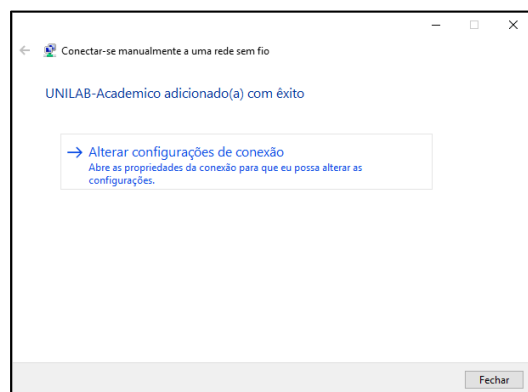 Conectar-se manualmente a uma rede sem fio
UNILAB-Academico adicionado(a) com êxito
Alterar configurações de conexão
Abre as propriedades da conexão para que eu possa alterar as
configurações.
Fechar